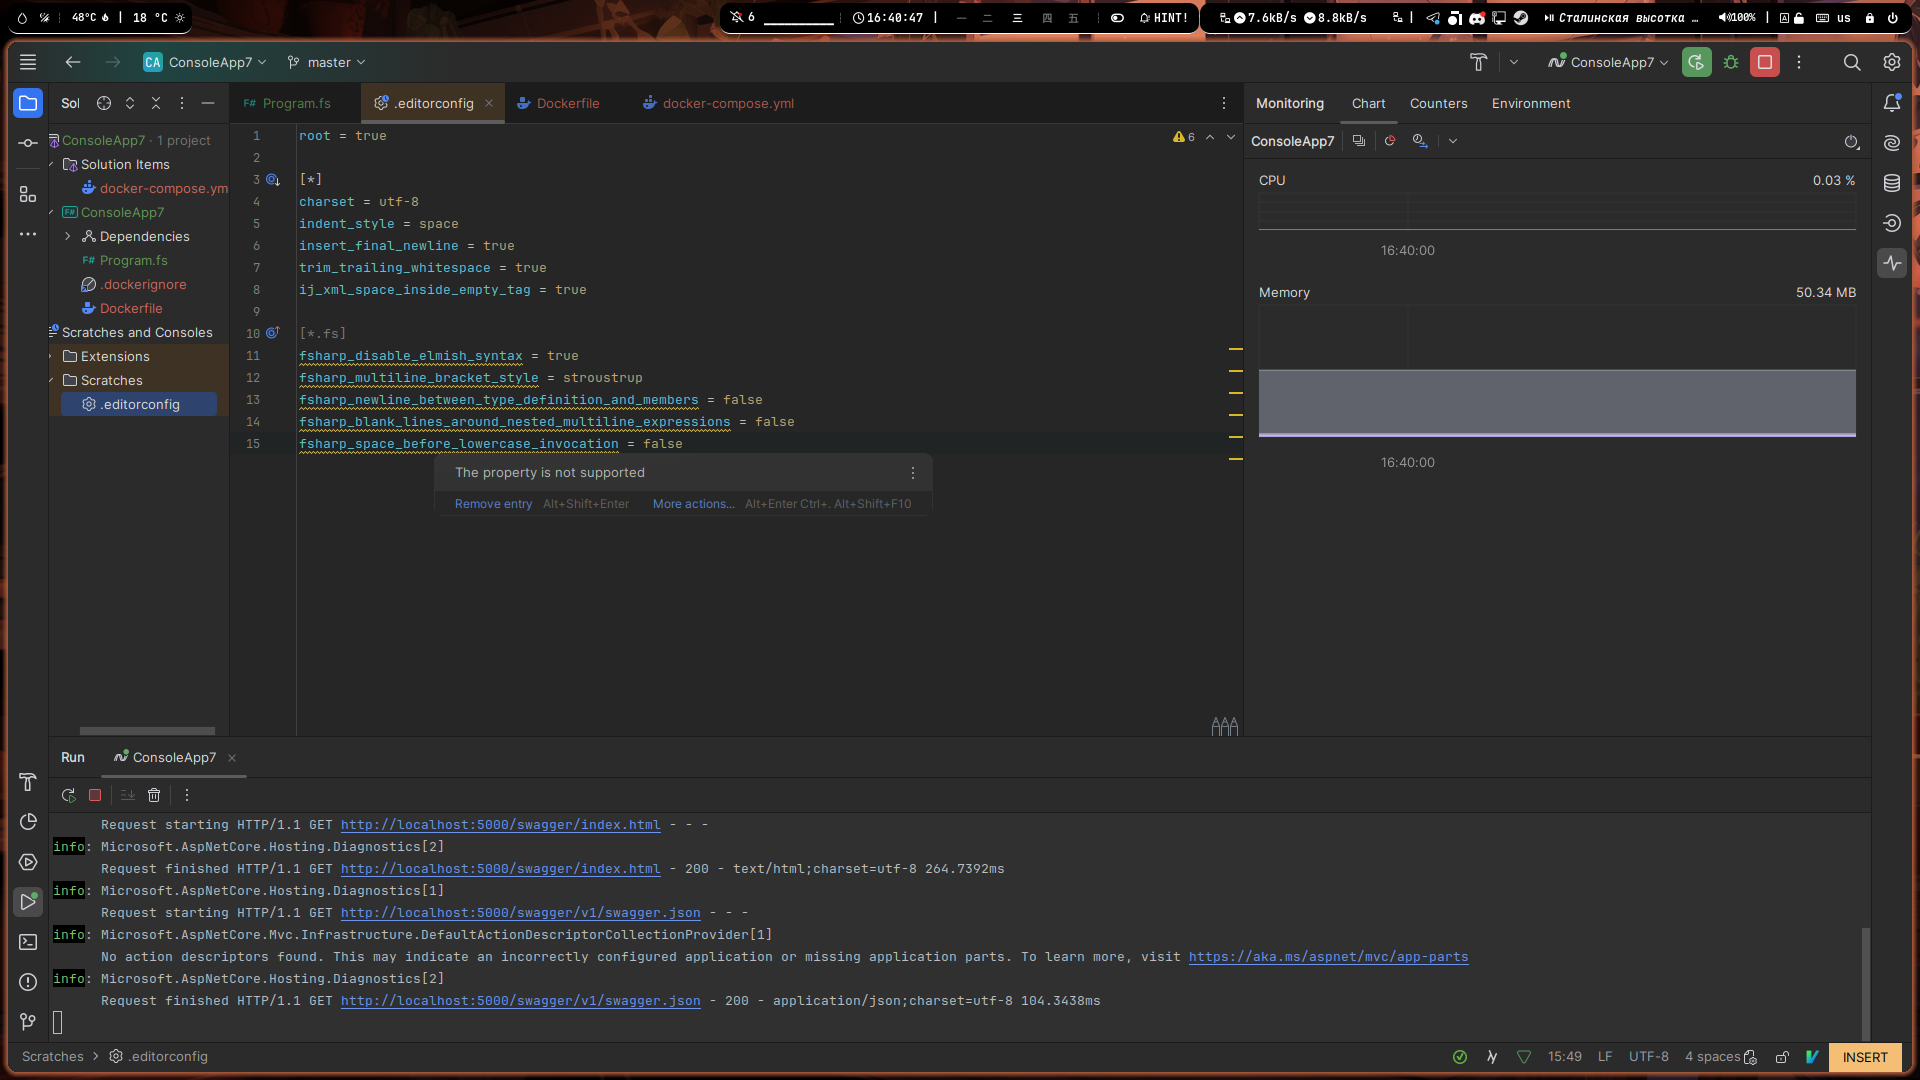 48°C
18 °C
6
16:40:47
一 二 三 四 五
HINT!
7.6kB/s 8.8kB/s
Сталинская высотка …
100%
us
CA ConsoleApp7
master
ConsoleApp7
Sol
ConsoleApp7 · 1 project
Solution Items
docker-compose.ym
F# ConsoleApp7
Dependencies
F# Program.fs
.dockerignore
Dockerfile
Scratches and Consoles
Extensions
Scratches
.editorconfig
F# Program.fs
.editorconfig
Dockerfile
docker-compose.yml
6
1 root = true
2
3 [*]
4 charset = utf-8
5 indent_style = space
6 insert_final_newline = true
7 trim_trailing_whitespace = true
8 ij_xml_space_inside_empty_tag = true
9
10 [*.fs]
11 fsharp_disable_elmish_syntax = true
12 fsharp_multiline_bracket_style = stroustrup
13 fsharp_newline_between_type_definition_and_members = false
14 fsharp_blank_lines_around_nested_multiline_expressions = false
15 fsharp_space_before_lowercase_invocation = false
The property is not supported
Remove entry Alt+Shift+Enter More actions... Alt+Enter Ctrl+. Alt+Shift+F10
Monitoring Chart Counters Environment
ConsoleApp7
CPU 0.03 %
16:40:00
Memory 50.34 MB
16:40:00
Run ConsoleApp7
Request starting HTTP/1.1 GET http://localhost:5000/swagger/index.html - - -
info: Microsoft.AspNetCore.Hosting.Diagnostics[2]
Request finished HTTP/1.1 GET http://localhost:5000/swagger/index.html - 200 - text/html;charset=utf-8 264.7392ms
info: Microsoft.AspNetCore.Hosting.Diagnostics[1]
Request starting HTTP/1.1 GET http://localhost:5000/swagger/v1/swagger.json - - -
info: Microsoft.AspNetCore.Mvc.Infrastructure.DefaultActionDescriptorCollectionProvider[1]
No action descriptors found. This may indicate an incorrectly configured application or missing application parts. To learn more, visit https://aka.ms/aspnet/mvc/app-parts
info: Microsoft.AspNetCore.Hosting.Diagnostics[2]
Request finished HTTP/1.1 GET http://localhost:5000/swagger/v1/swagger.json - 200 - application/json;charset=utf-8 104.3438ms
Scratches > .editorconfig
15:49 LF UTF-8 4 spaces INSERT